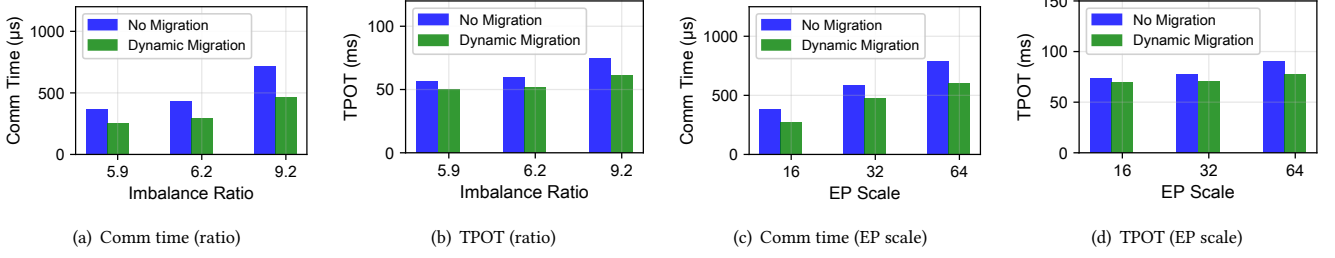 Comm Time (μs)
1000
500
0
No Migration
Dynamic Migration
5.9 6.2 9.2
Imbalance Ratio
(a) Comm time (ratio)
TPOT (ms)
100
50
0
No Migration
Dynamic Migration
5.9 6.2 9.2
Imbalance Ratio
(b) TPOT (ratio)
Comm Time (μs)
1000
500
0
No Migration
Dynamic Migration
16 32 64
EP Scale
(c) Comm time (EP scale)
TPOT (ms)
150
100
50
0
No Migration
Dynamic Migration
16 32 64
EP Scale
(d) TPOT (EP scale)